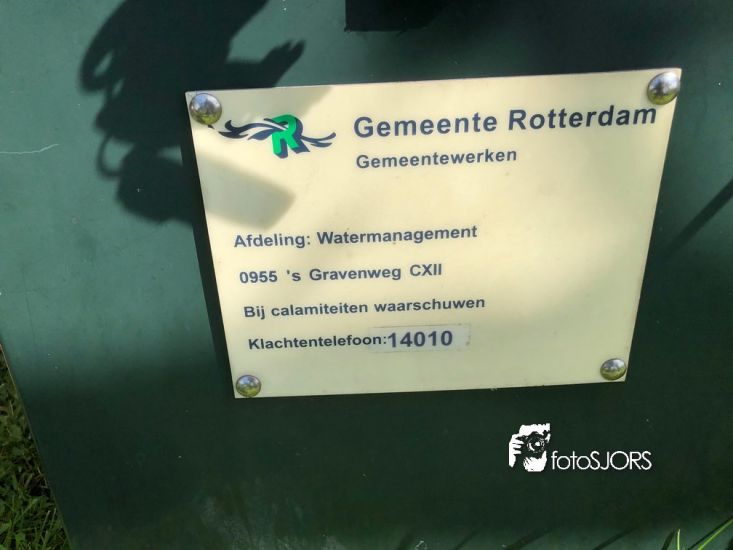 R Gemeente Rotterdam
Gemeentewerken
Afdeling: Watermanagement
0955 's Gravenweg CXII
Bij calamiteiten waarschuwen
Klachtentelefoon: 14010
fotoSJORS